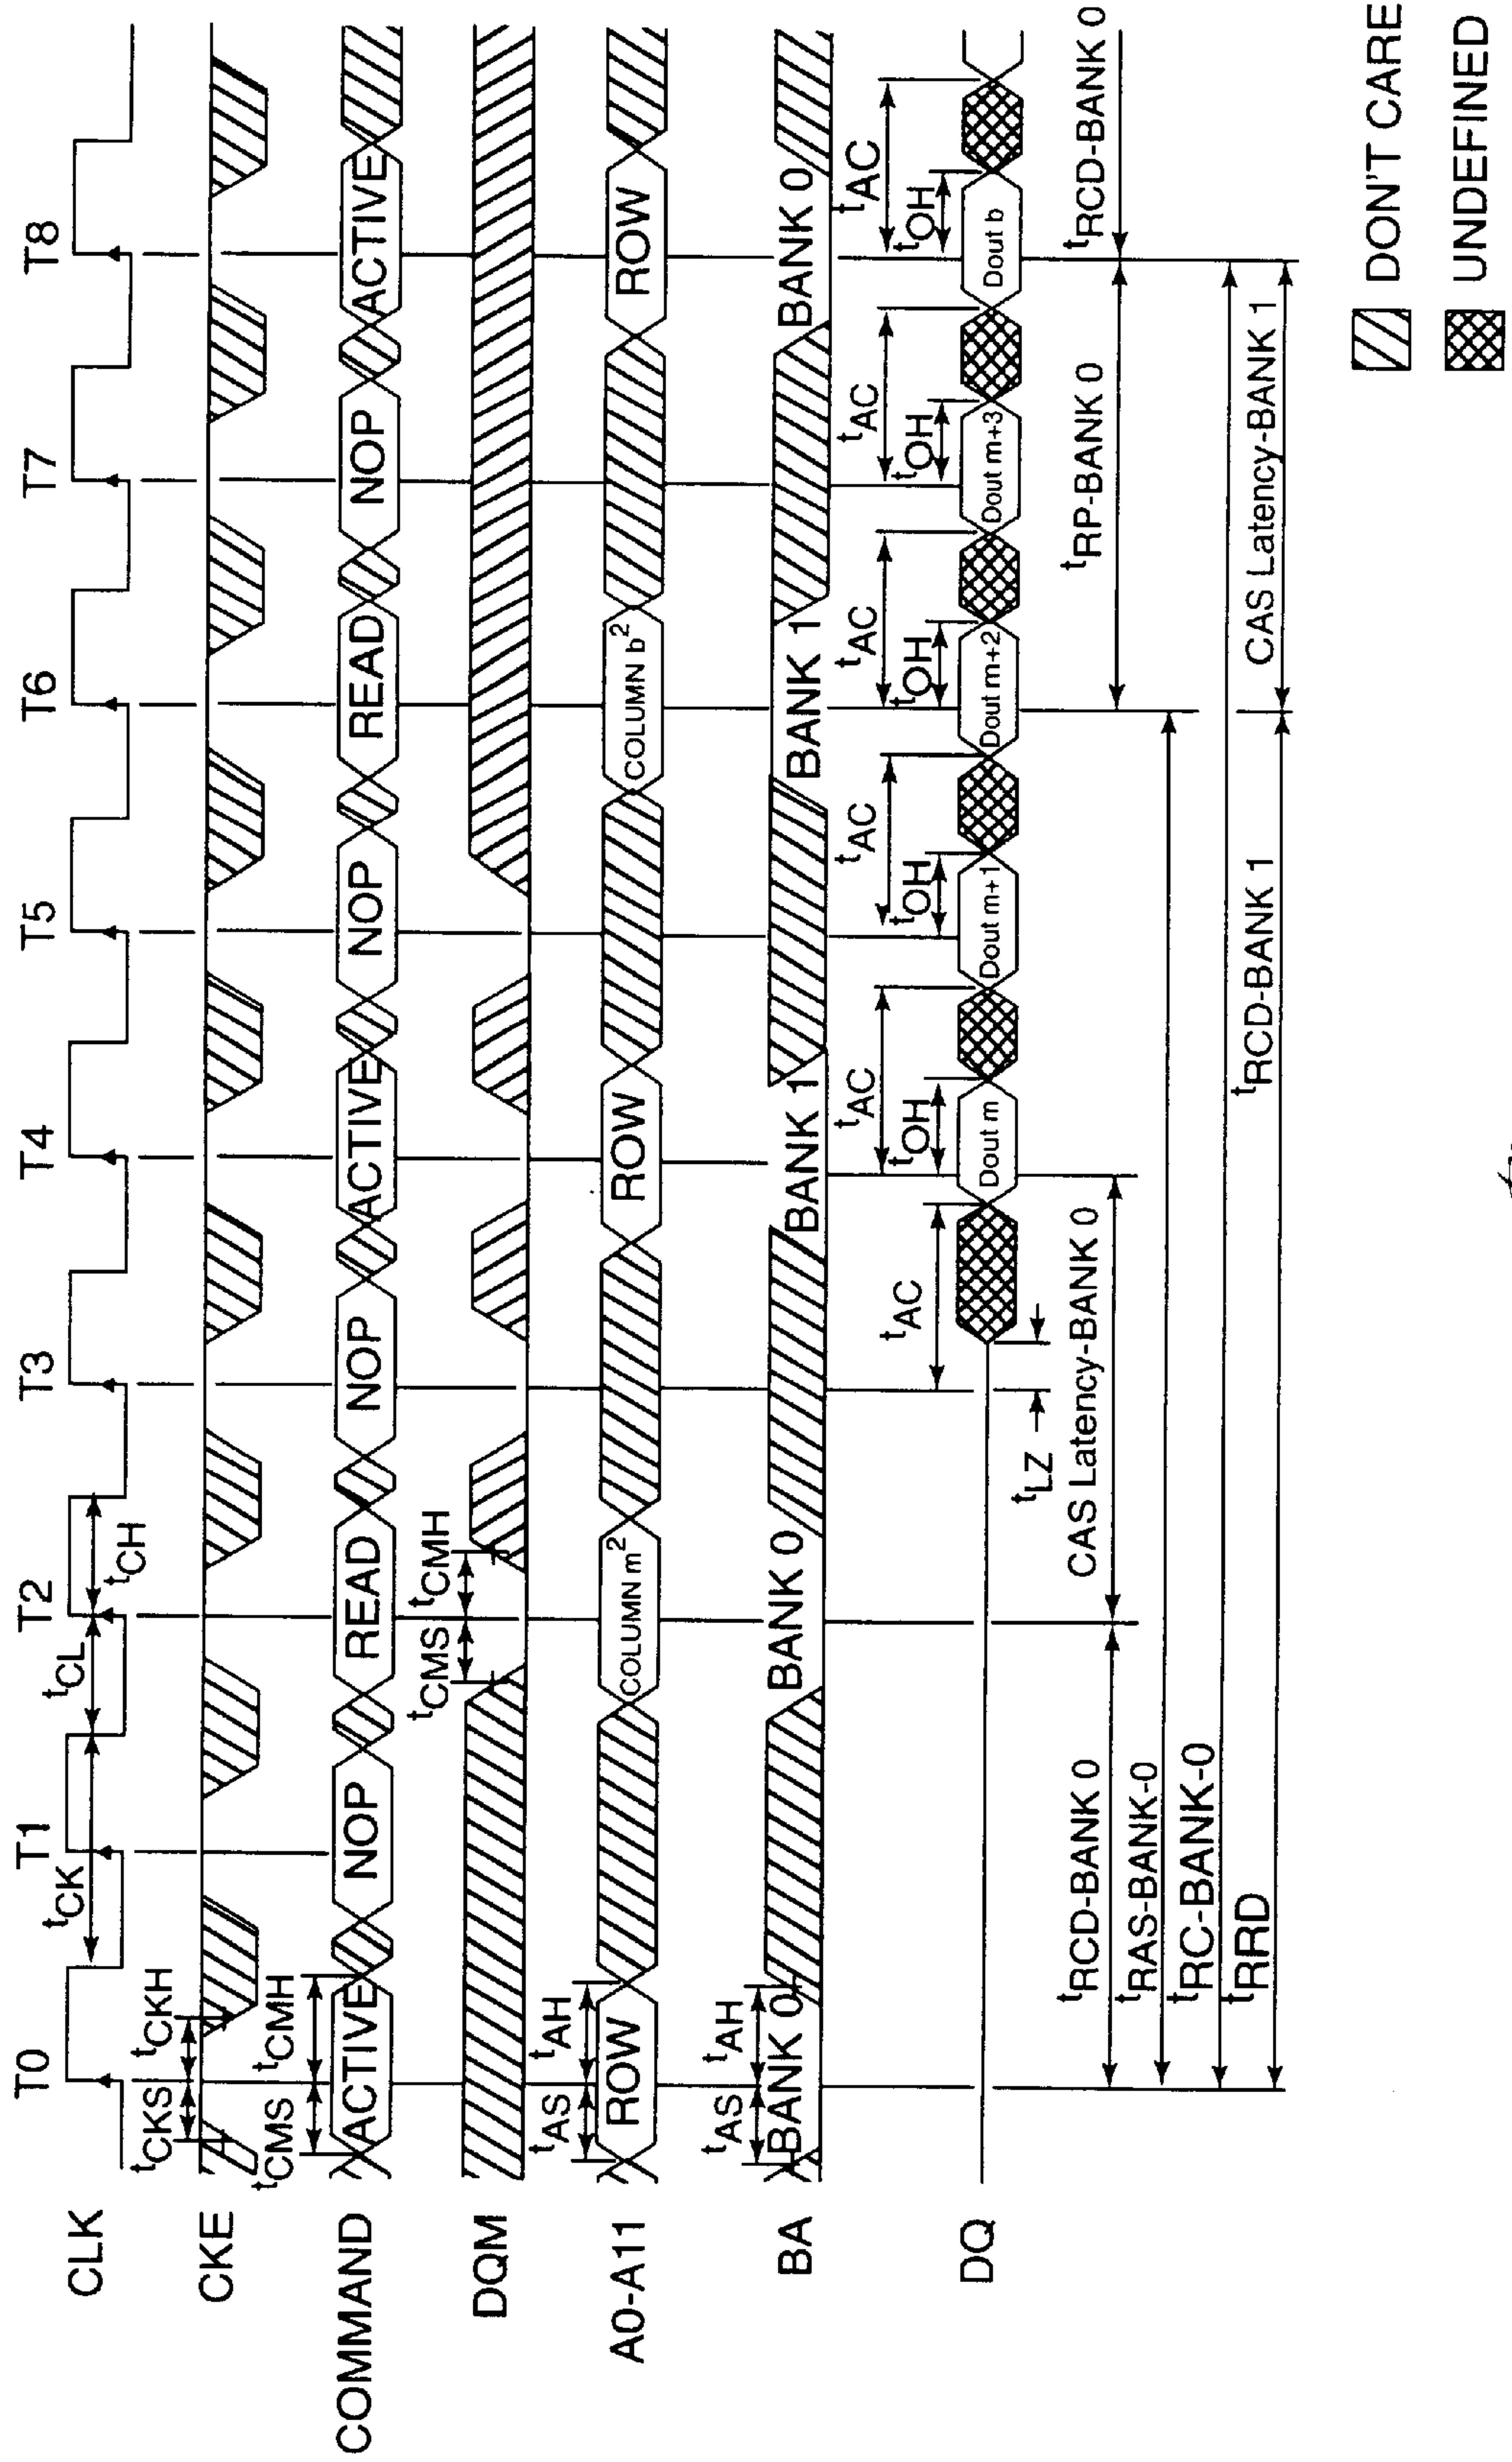 T0 T1 T2 T3 T4 T5 T6 T7 T8
CLK
tCK tCL tCH
tCKS tCKH
CKE
tCMS tCMH
COMMAND ACTIVE NOP READ NOP ACTIVE NOP READ NOP ACTIVE
tCMS tCMH
DQM
tAS tAH
A0-A11 ROW COLUMN m² ROW COLUMN b² ROW
tAS tAH
BA BANK 0 BANK 0 BANK 1 BANK 1 BANK 0
tAC tAC tAC tAC tAC tAC
tOH tOH tOH tOH tOH
DQ Dout m Dout m+1 Dout m+2 Dout m+3 Dout b
tLZ
tRCD-BANK 0 CAS Latency-BANK 0 tRP-BANK 0 tRCD-BANK 0
tRAS-BANK-0
tRC-BANK-0
tRRD tRCD-BANK 1 CAS Latency-BANK 1
DON'T CARE
UNDEFINED